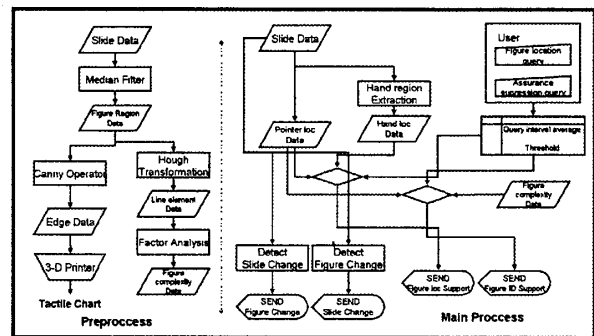 Slide Data
Median Filter
Figure Region
Data
Canny Operator
Hough
Transformation
Edge Data
Line element
Data
3-D Printer
Factor Analysis
Figure
complexity
Data
Tactile Chart
Preproccess
Slide Data
User
Figure location
query
Assurance
supression query
Hand region
Extraction
Pointer loc
Data
Hand loc
Data
Query interval average
Threshold
Figure
complexity
Data
Detect
Slide Change
Detect
Figure Change
SEND
Figure Change
SEND
Slide Change
SEND
Figure loc Support
SEND
Figure ID Support
Main Proccess